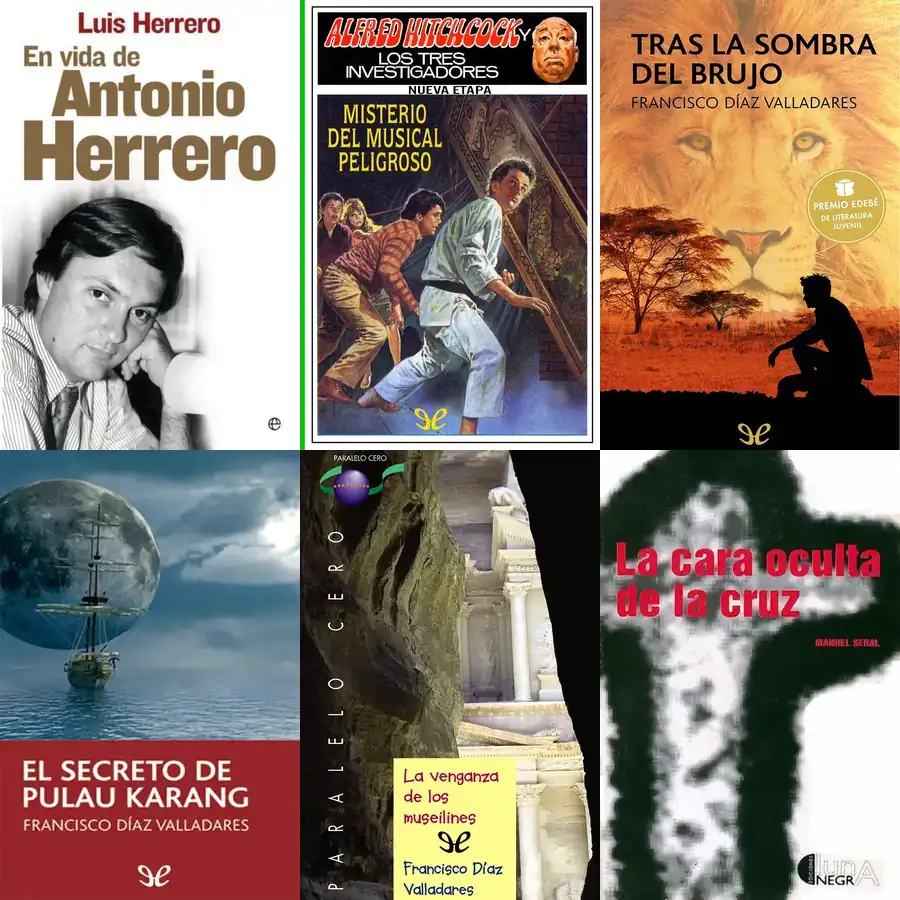 Luis Herrero
En vida de
Antonio
Herrero
ALFRED HITCHCOCK Y
LOS TRES
INVESTIGADORES
NUEVA ETAPA
MISTERIO
DEL MUSICAL
PELIGROSO
TRAS LA SOMBRA
DEL BRUJO
FRANCISCO DÍAZ VALLADARES
PREMIO EDEBÉ
DE LITERATURA
JUVENIL
EL SECRETO DE
PULAU KARANG
FRANCISCO DÍAZ VALLADARES
PARALELO CERO
PARALELO CERO
La venganza
de los
museilines
Francisco Díaz
Valladares
La cara oculta
de la cruz
MANUEL SERAL
EDICIONES
lunA
NEGRA